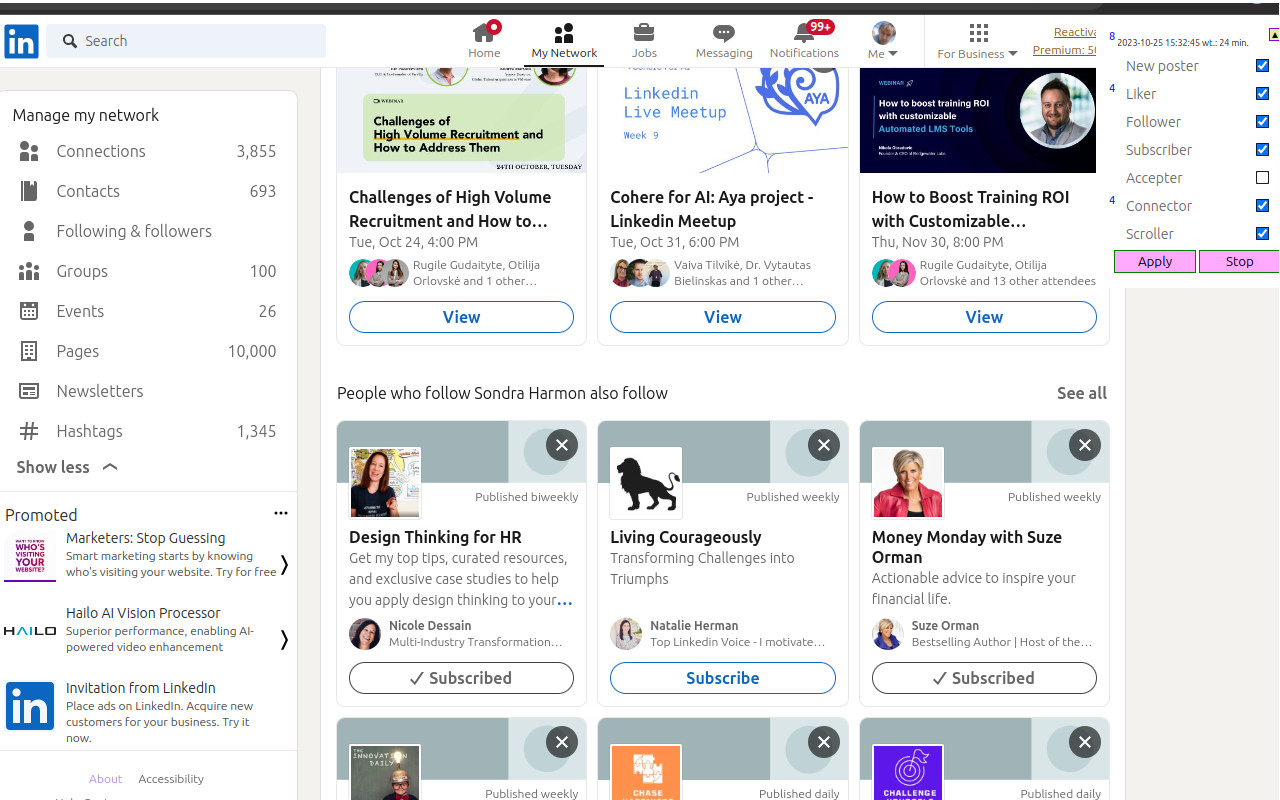 in
Search
Home
My Network
Jobs
Messaging
99+
Notifications
Me
For Business
Reactiva
Premium: 50
8
2023-10-25 15:32:45 wt.: 24 min.
New poster
4
Liker
Follower
Subscriber
Accepter
4
Connector
Scroller
Apply
Stop
Manage my network
Connections 3,855
Contacts 693
Following & followers
Groups 100
Events 26
Pages 10,000
Newsletters
Hashtags 1,345
Show less
Promoted
Marketers: Stop Guessing
Smart marketing starts by knowing
who's visiting your website. Try for free
WHO'S
VISITING
YOUR
WEBSITE?
Hailo AI Vision Processor
Superior performance, enabling AI-
powered video enhancement
HAILO
Invitation from LinkedIn
Place ads on LinkedIn. Acquire new
customers for your business. Try it
now.
in
About
Accessibility
WEBINAR
Challenges of
High Volume Recruitment and
How to Address Them
24TH OCTOBER, TUESDAY
Challenges of High Volume
Recruitment and How to…
Tue, Oct 24, 4:00 PM
Rugile Gudaityte, Otilija
Orlovskė and 1 other…
View
Linkedin
Live Meetup
Week 9
AYA
Cohere for AI: Aya project -
Linkedin Meetup
Tue, Oct 31, 6:00 PM
Vaiva Tilvikė, Dr. Vytautas
Bielinskas and 1 other…
View
WEBINAR
How to boost training ROI
with customizable
Automated LMS Tools
How to Boost Training ROI
with Customizable…
Thu, Nov 30, 8:00 PM
Rugile Gudaityte, Otilija
Orlovskė and 13 other attendees
View
People who follow Sondra Harmon also follow
See all
Published biweekly
Design Thinking for HR
Get my top tips, curated resources,
and exclusive case studies to help
you apply design thinking to your…
Nicole Dessain
Multi-Industry Transformation…
Subscribed
Published weekly
Living Courageously
Transforming Challenges into
Triumphs
Natalie Herman
Top Linkedin Voice - I motivate…
Subscribe
Published weekly
Money Monday with Suze
Orman
Actionable advice to inspire your
financial life.
Suze Orman
Bestselling Author | Host of the…
Subscribed
THE
INNOVATION
DAILY
Published weekly
CHASE
Published daily
CHALLENGE
Published daily